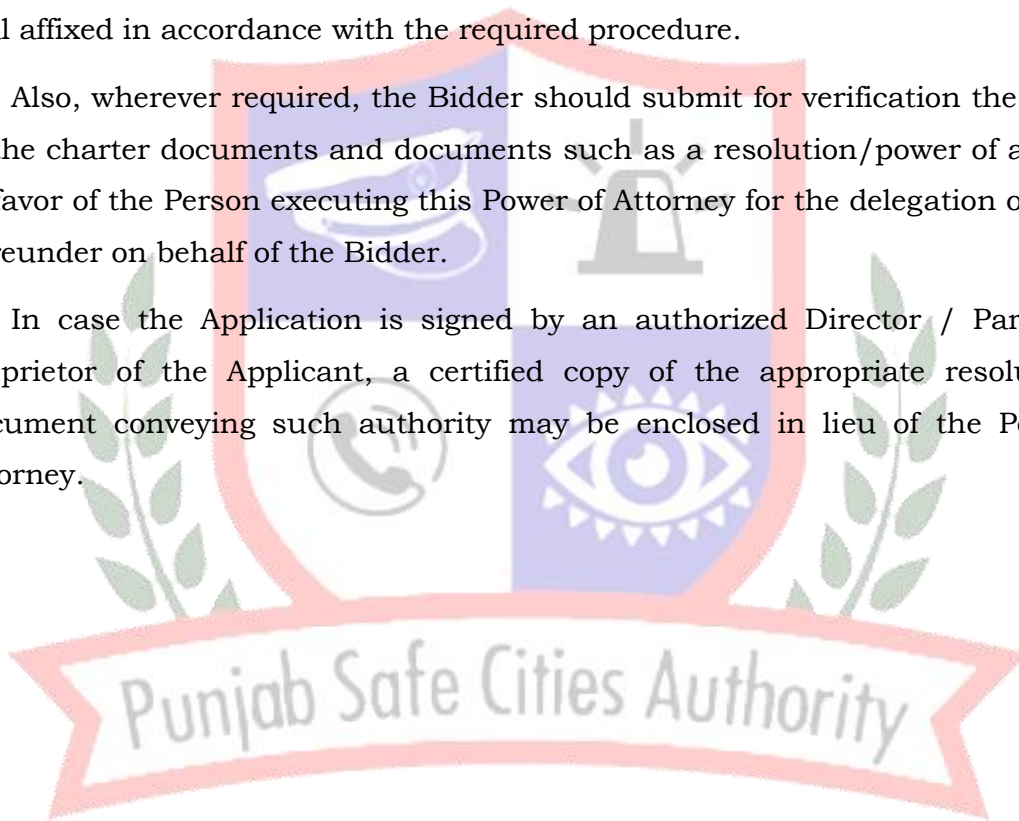 l affixed in accordance with the required procedure.
Also, wherever required, the Bidder should submit for verification the
the charter documents and documents such as a resolution/power of a
favor of the Person executing this Power of Attorney for the delegation o
reunder on behalf of the Bidder.
In case the Application is signed by an authorized Director / Par
prietor of the Applicant, a certified copy of the appropriate resolu
cument conveying such authority may be enclosed in lieu of the Po
orney.
Punjab Safe Cities Authority